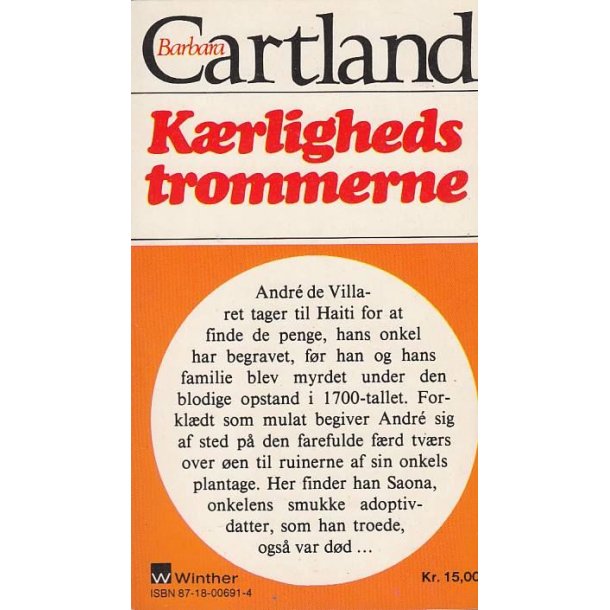 Barbara
Cartland
Kærligheds
trommerne
André de Villa-
ret tager til Haiti for at
finde de penge, hans onkel
har begravet, før han og hans
familie blev myrdet under den
blodige opstand i 1700-tallet. For-
klædt som mulat begiver André sig
af sted på den farefulde færd tværs
over øen til ruinerne af sin onkels
plantage. Her finder han Saona,
onkelens smukke adoptiv-
datter, som han troede,
også var død ...
W Winther
ISBN 87-18-00691-4
Kr. 15,00